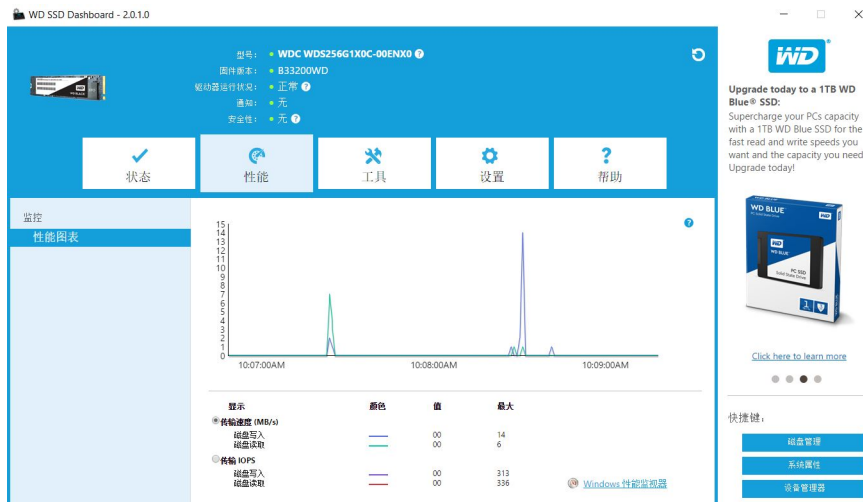 WD SSD Dashboard - 2.0.1.0
型号： WDC WDS256G1X0C-00ENX0
固件版本： B33200WD
驱动器运行状况： 正常
通知： 无
安全性： 无
状态
性能
工具
设置
帮助
监控
性能图表
15
14
13
12
11
10
9
8
7
6
5
4
3
2
1
0
10:07:00AM 10:08:00AM 10:09:00AM
显示 颜色 值 最大
传输速度 (MB/s)
磁盘写入 00 14
磁盘读取 00 6
传输 IOPS
磁盘写入 00 313
磁盘读取 00 336
Windows 性能监视器
WD
Upgrade today to a 1TB WD
Blue® SSD:
Supercharge your PCs capacity
with a 1TB WD Blue SSD for the
fast read and write speeds you
want and the capacity you need.
Upgrade today!
WD BLUE
WD
WD
WD BLUE
PC SSD
Solid State Drive
Click here to learn more
快捷键：
磁盘管理
系统属性
设备管理器